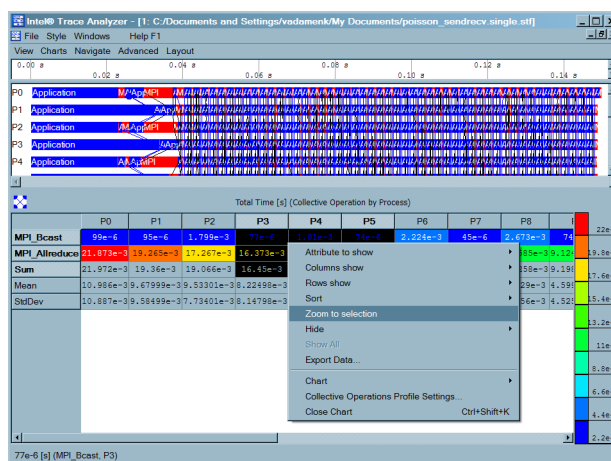 Intel® Trace Analyzer - [1: C:/Documents and Settings/vadamenk/My Documents/poisson_sendrecv.single.stf]
File Style Windows Help F1
View Charts Navigate Advanced Layout
0.00 s 0.04 s 0.08 s 0.12 s
0.02 s 0.06 s 0.10 s 0.14 s
P0 Application MPI
P1 Application
P2 Application MPI
P3 Application
P4 Application MPI
Total Time [s] (Collective Operation by Process)
P0 P1 P2 P3 P4 P5 P6 P7 P8
MPI_Bcast 99e-6 95e-6 1.799e-3 77e-6 2.224e-3 45e-6 2.673e-3 74
MPI_Allreduce 21.873e-3 19.265e-3 17.267e-3 16.373e-3
Sum 21.972e-3 19.36e-3 19.066e-3 16.45e-3
Mean 10.986e-3 9.67999e-3 9.53301e-3 8.22498e-3
StdDev 10.887e-3 9.58499e-3 7.73401e-3 8.14798e-3
Attribute to show
Columns show
Rows show
Sort
Zoom to selection
Hide
Show All
Export Data...
Chart
Collective Operations Profile Settings...
Close Chart Ctrl+Shift+K
22e
19.8e
17.6e
15.4e
13.2e
11e
8.8e
6.6e
4.4e
2.2e
77e-6 [s] (MPI_Bcast, P3)